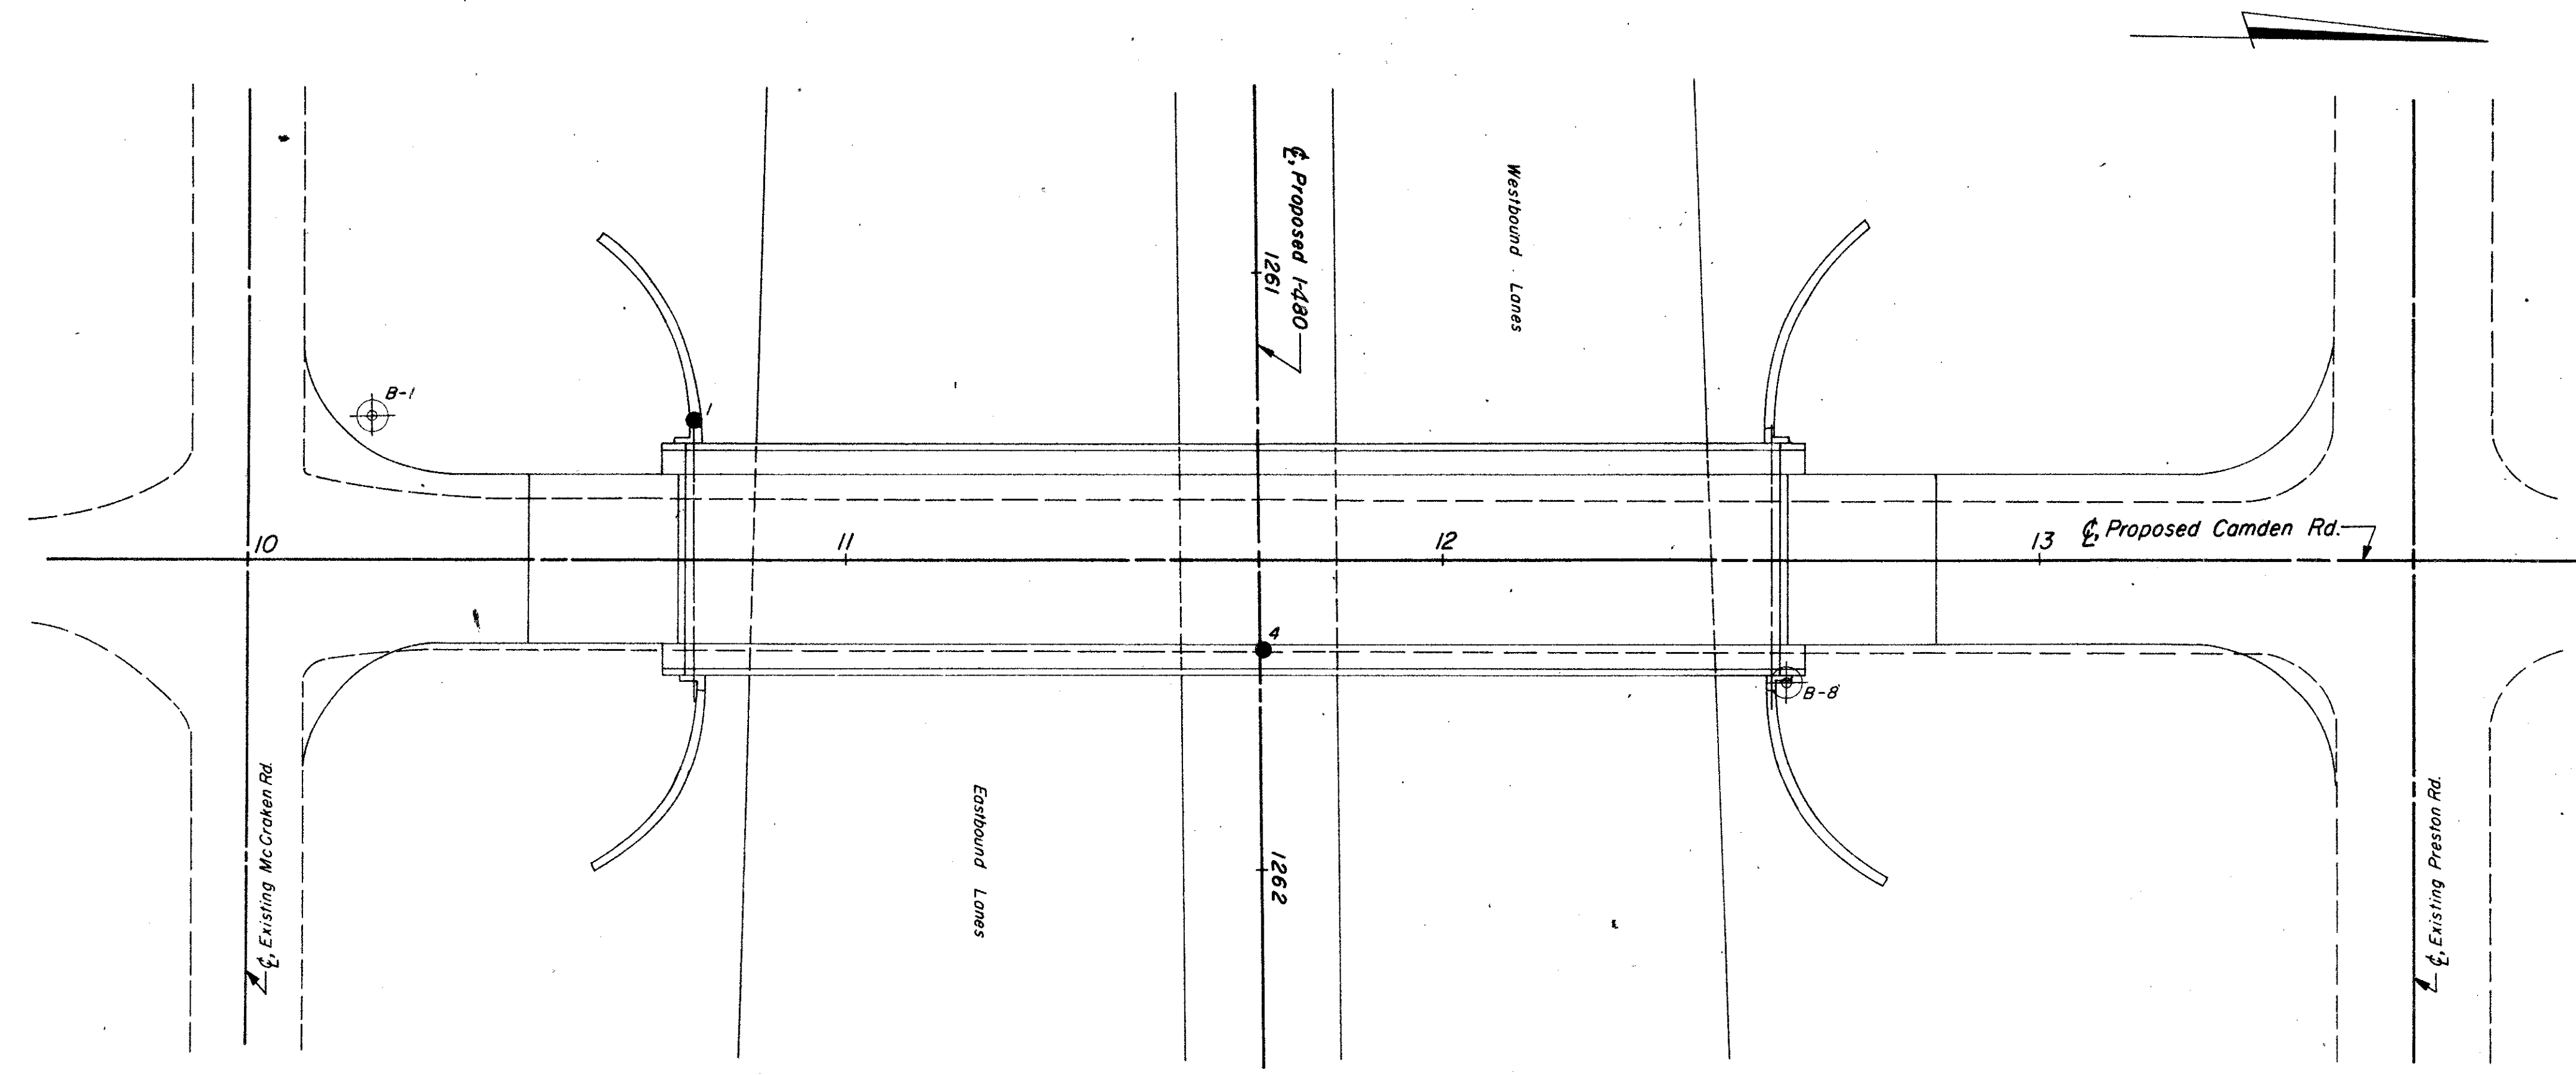 ℄, Proposed I-480
1261
Westbound Lanes
B-1
1
10
11
12
13
℄, Proposed Camden Rd.
4
B-8
℄, Existing McCraken Rd.
Eastbound Lanes
1262
℄, Existing Preston Rd.